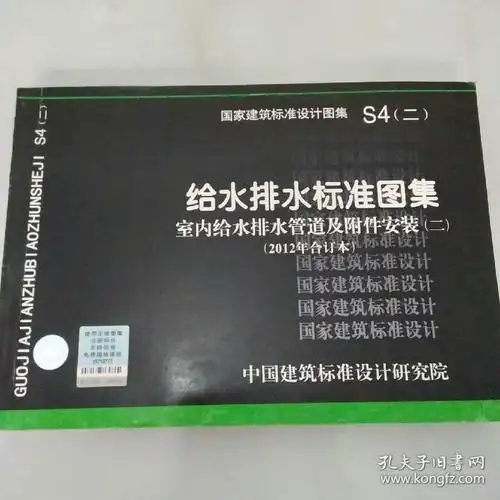 国家建筑标准设计图集 S4(二)
给水排水标准图集
室内给水排水管道及附件安装(二)
(2012年合订本)
国家建筑标准设计
国家建筑标准设计
国家建筑标准设计
国家建筑标准设计
中国建筑标准设计研究院
GUOJIAJIANZHUBIAOZHUNSHEJI S4(二)
孔夫子旧书网
www.kongfz.com